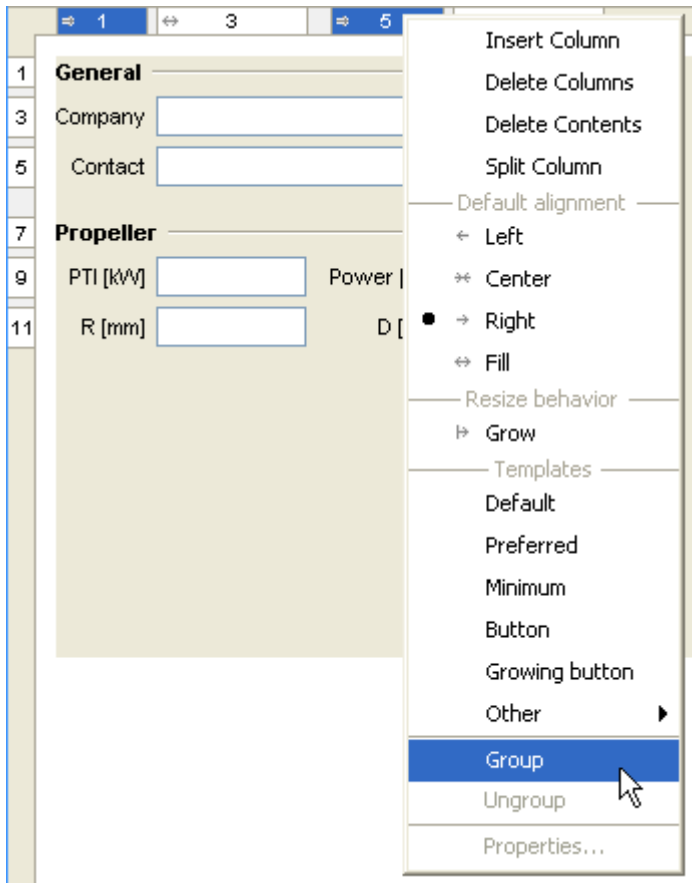 1 3 5
1 General
3 Company
5 Contact
7 Propeller
9 PTI [kW] Power [
11 R [mm] D [
Insert Column
Delete Columns
Delete Contents
Split Column
Default alignment
Left
Center
Right
Fill
Resize behavior
Grow
Templates
Default
Preferred
Minimum
Button
Growing button
Other
Group
Ungroup
Properties...